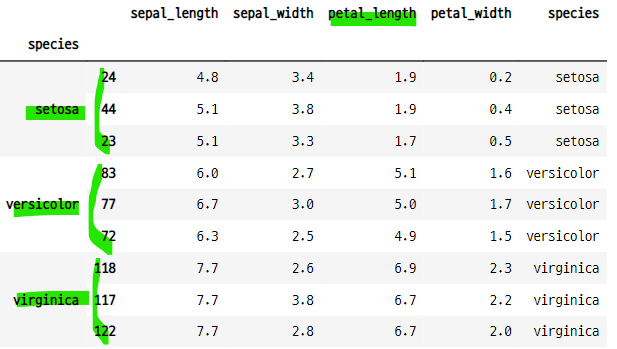 sepal_length sepal_width petal_length petal_width species
species
24 4.8 3.4 1.9 0.2 setosa
setosa 44 5.1 3.8 1.9 0.4 setosa
23 5.1 3.3 1.7 0.5 setosa
83 6.0 2.7 5.1 1.6 versicolor
versicolor 77 6.7 3.0 5.0 1.7 versicolor
72 6.3 2.5 4.9 1.5 versicolor
118 7.7 2.6 6.9 2.3 virginica
virginica 117 7.7 3.8 6.7 2.2 virginica
122 7.7 2.8 6.7 2.0 virginica